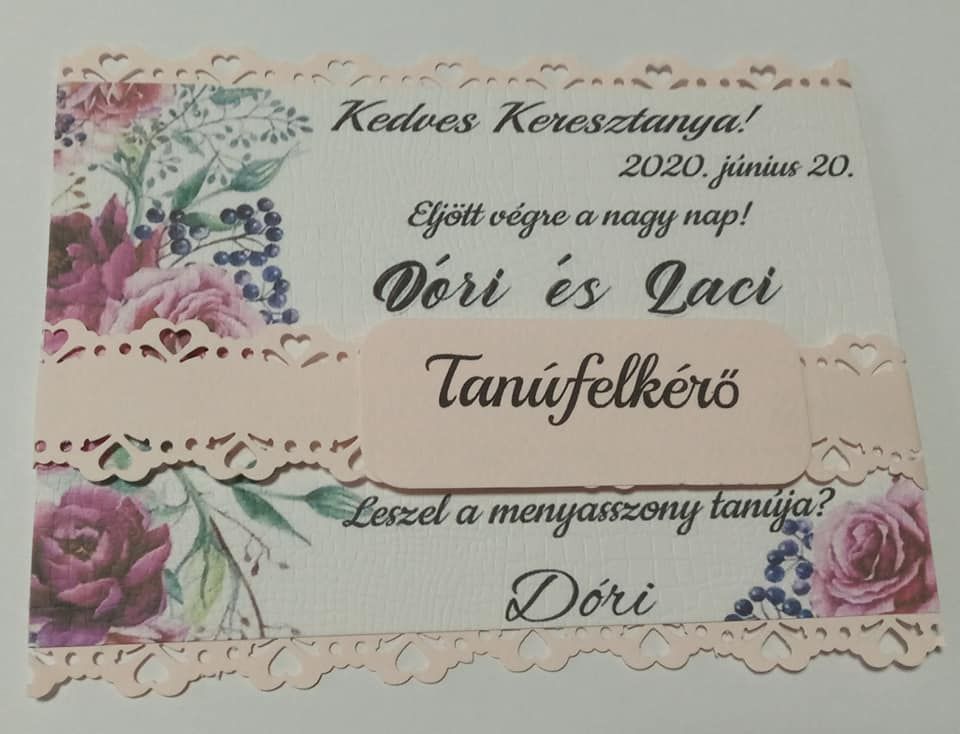 Kedves Keresztanya!
2020. június 20.
Eljött végre a nagy nap!
Dóri és Laci
Tanúfelkérő
Leszel a menyasszony tanúja?
Dóri